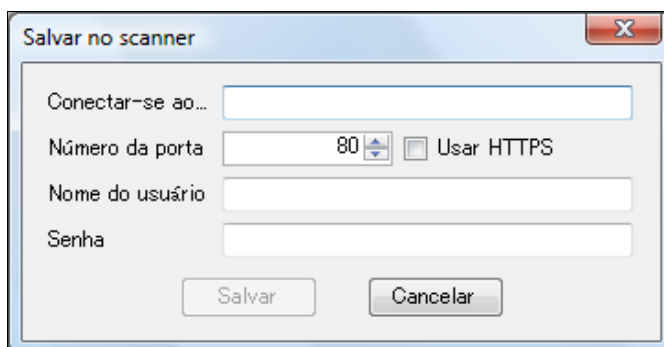 Salvar no scanner
Conectar-se ao...
Número da porta 80 Usar HTTPS
Nome do usuário
Senha
Salvar Cancelar